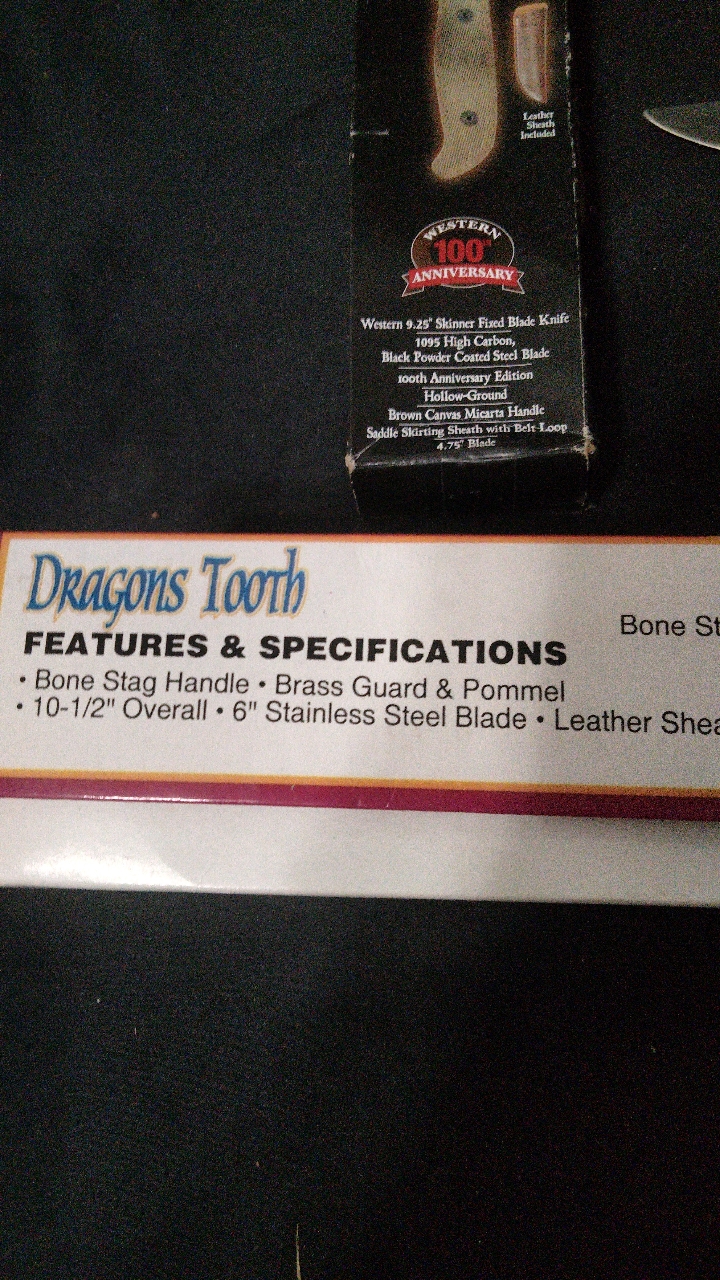 Leather
Sheath
Included
WESTERN
100th
ANNIVERSARY
Western 9.25" Skinner Fixed Blade Knife
1095 High Carbon,
Black Powder Coated Steel Blade
100th Anniversary Edition
Hollow-Ground
Brown Canvas Micarta Handle
Saddle Skirting Sheath with Belt Loop
4.75" Blade
Dragons Tooth
Bone St
FEATURES & SPECIFICATIONS
• Bone Stag Handle • Brass Guard & Pommel
• 10-1/2" Overall • 6" Stainless Steel Blade • Leather Shea